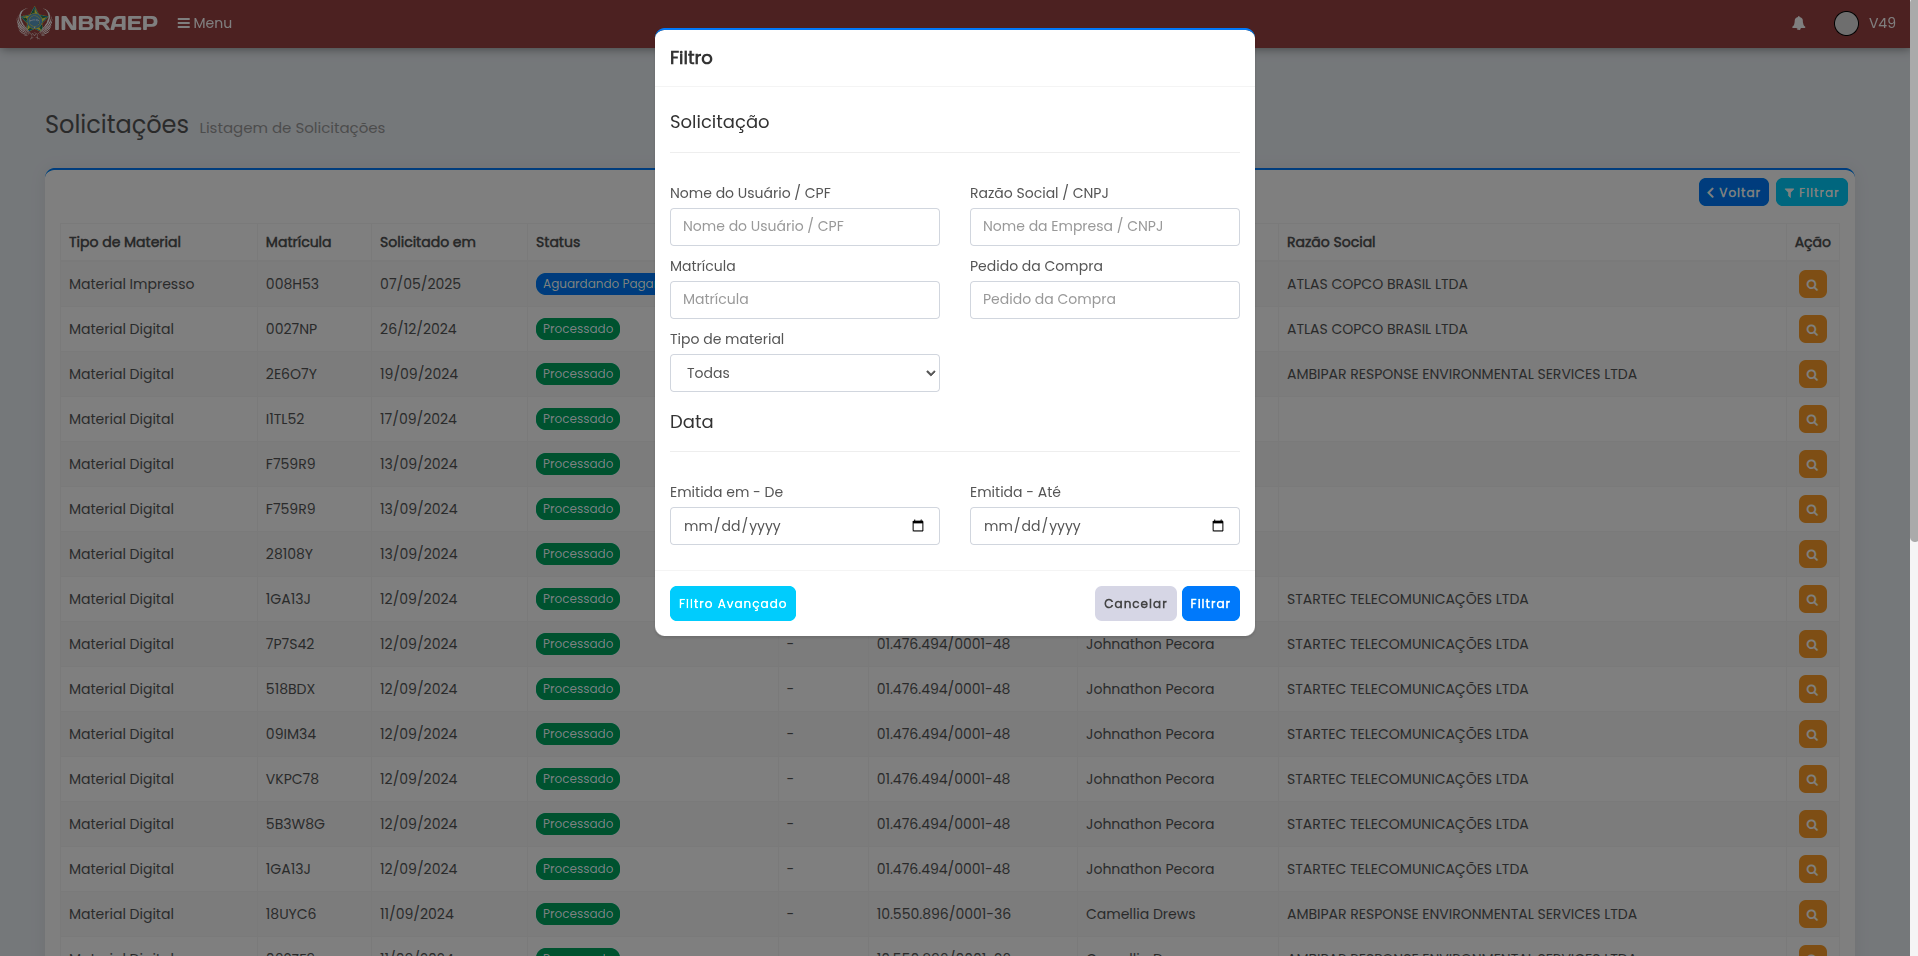 INBRAEP
Menu
V49
Filtro
Solicitações Listagem de Solicitações
Solicitação
Voltar
Filtrar
Nome do Usuário / CPF
Razão Social / CNPJ
Nome do Usuário / CPF
Nome da Empresa / CNPJ
Matrícula
Pedido da Compra
Matrícula
Pedido da Compra
Tipo de material
Todas
Data
Emitida em - De
Emitida - Até
mm/dd/yyyy
mm/dd/yyyy
Filtro Avançado
Cancelar
Filtrar
Tipo de Material Matrícula Solicitado em Status Razão Social Ação
Material Impresso 008H53 07/05/2025 Aguardando ATLAS COPCO BRASIL LTDA
Material Digital 0027NP 26/12/2024 Processado ATLAS COPCO BRASIL LTDA
Material Digital 2E6O7Y 19/09/2024 Processado AMBIPAR RESPONSE ENVIRONMENTAL SERVICES LTDA
Material Digital I1TL52 17/09/2024 Processado
Material Digital F759R9 13/09/2024 Processado
Material Digital F759R9 13/09/2024 Processado
Material Digital 28108Y 13/09/2024 Processado
Material Digital 1GA13J 12/09/2024 Processado STARTEC TELECOMUNICAÇÕES LTDA
Material Digital 7P7S42 12/09/2024 Processado - 01.476.494/0001-48 Johnathon Pecora STARTEC TELECOMUNICAÇÕES LTDA
Material Digital 518BDX 12/09/2024 Processado - 01.476.494/0001-48 Johnathon Pecora STARTEC TELECOMUNICAÇÕES LTDA
Material Digital 09IM34 12/09/2024 Processado - 01.476.494/0001-48 Johnathon Pecora STARTEC TELECOMUNICAÇÕES LTDA
Material Digital VKPC78 12/09/2024 Processado - 01.476.494/0001-48 Johnathon Pecora STARTEC TELECOMUNICAÇÕES LTDA
Material Digital 5B3W8G 12/09/2024 Processado - 01.476.494/0001-48 Johnathon Pecora STARTEC TELECOMUNICAÇÕES LTDA
Material Digital 1GA13J 12/09/2024 Processado - 01.476.494/0001-48 Johnathon Pecora STARTEC TELECOMUNICAÇÕES LTDA
Material Digital 18UYC6 11/09/2024 Processado - 10.550.896/0001-36 Camellia Drews AMBIPAR RESPONSE ENVIRONMENTAL SERVICES LTDA